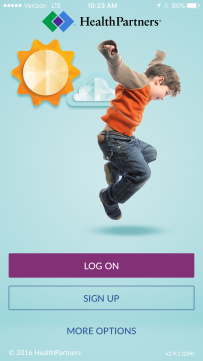 Verizon LTE 10:23 AM 80%
HealthPartners
LOG ON
SIGN UP
MORE OPTIONS
© 2016 HealthPartners